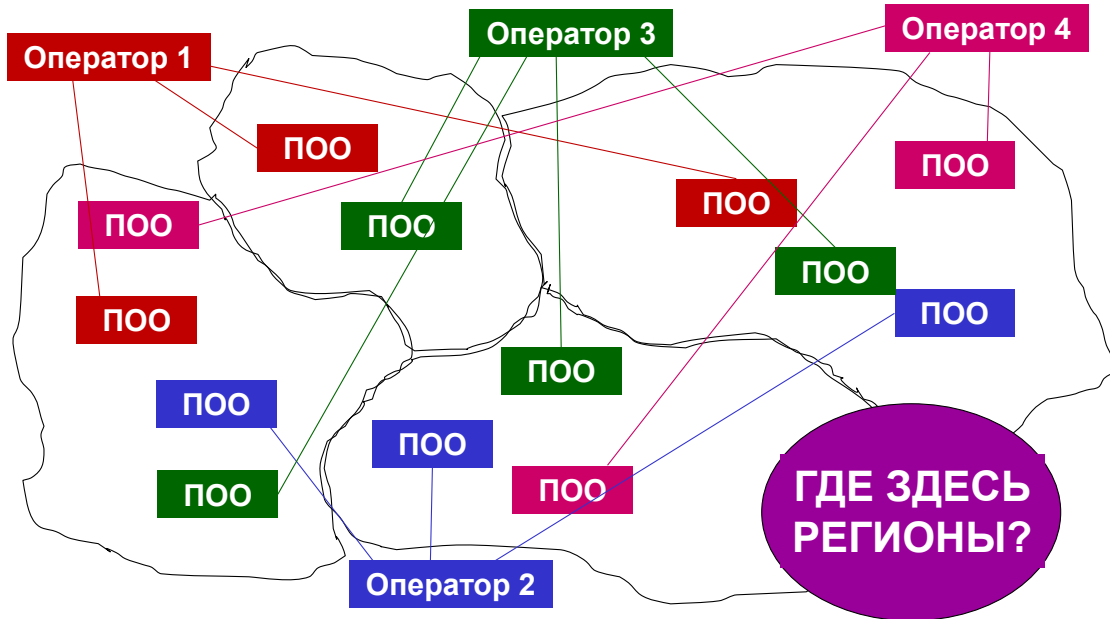 Оператор 1
Оператор 3
Оператор 4
ПОО
ПОО
ПОО
ПОО
ПОО
ПОО
ПОО
ПОО
ПОО
ПОО
ПОО
ПОО
ПОО
ПОО
ГДЕ ЗДЕСЬ
РЕГИОНЫ?
Оператор 2